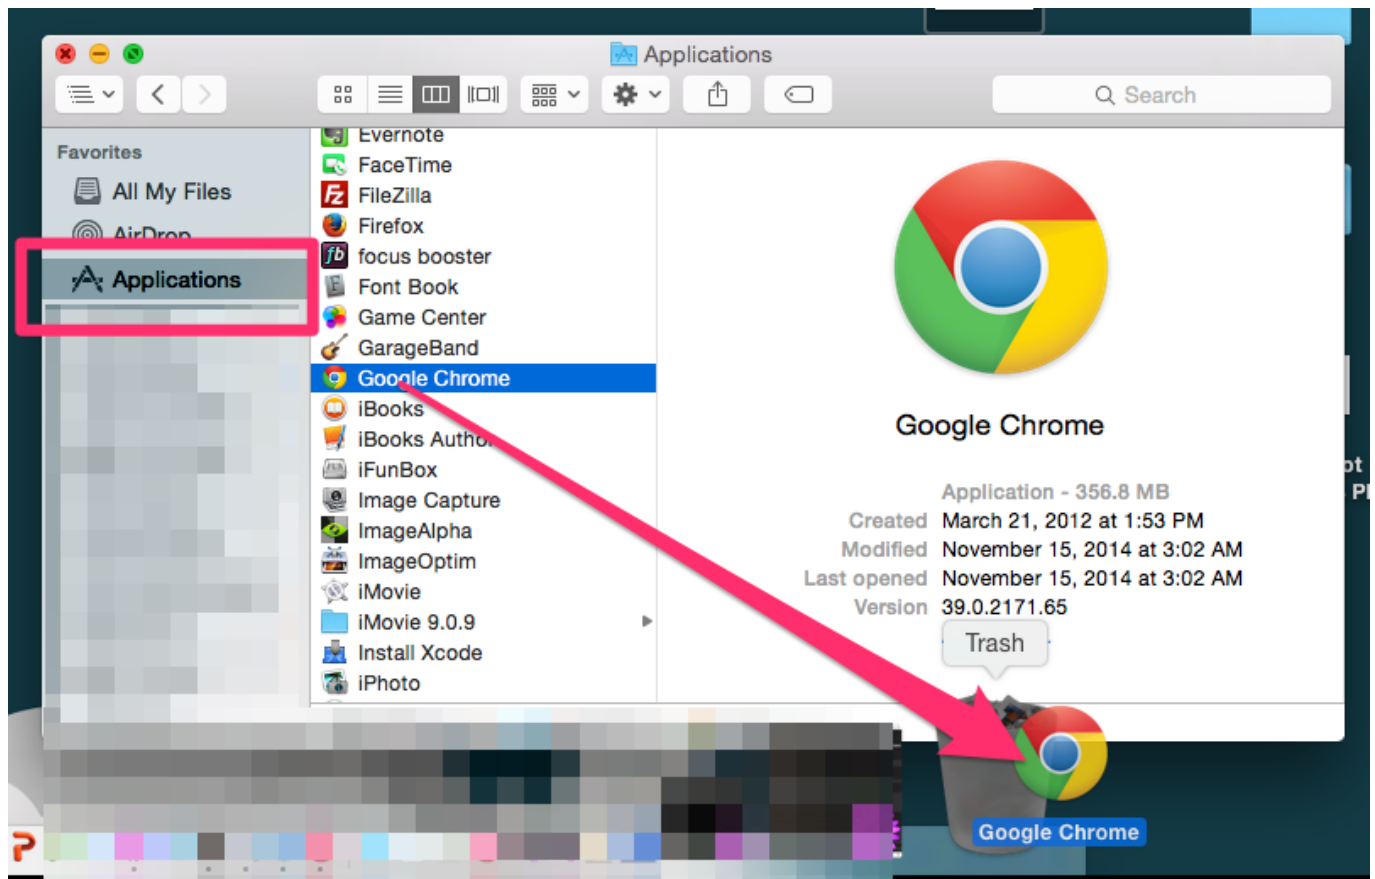 Applications
Search
Favorites
All My Files
AirDrop
Applications
Evernote
FaceTime
FileZilla
Firefox
focus booster
Font Book
Game Center
GarageBand
Google Chrome
iBooks
iBooks Author
iFunBox
Image Capture
ImageAlpha
ImageOptim
iMovie
iMovie 9.0.9
Install Xcode
iPhoto
Google Chrome
Application - 356.8 MB
Created March 21, 2012 at 1:53 PM
Modified November 15, 2014 at 3:02 AM
Last opened November 15, 2014 at 3:02 AM
Version 39.0.2171.65
Trash
Google Chrome